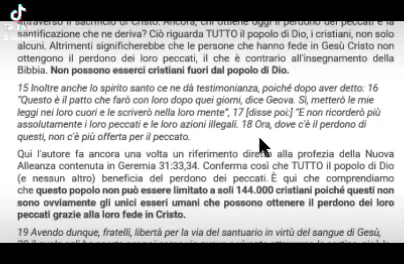 attraverso il sacrificio di Cristo. Ancora, chi ottiene oggi il perdono dei peccati e la
santificazione che ne deriva? Ciò riguarda TUTTO il popolo di Dio, i cristiani, non solo
alcuni. Altrimenti significherebbe che le persone che hanno fede in Gesù Cristo non
ottengono il perdono dei loro peccati, il che è contrario all'insegnamento della
Bibbia. Non possono esserci cristiani fuori dal popolo di Dio.
15 Inoltre anche lo spirito santo ce ne dà testimonianza, poiché dopo aver detto: 16
"Questo è il patto che farò con loro dopo quei giorni, dice Geova. Sì, metterò le mie
leggi nei loro cuori e le scriverò nella loro mente", 17 [disse poi:] "E non ricorderò più
assolutamente i loro peccati e le loro azioni illegali. 18 Ora, dove c'è il perdono di
questi, non c'è più offerta per il peccato.
Qui l'autore fa ancora una volta un riferimento diretto alla profezia della Nuova
Alleanza contenuta in Geremia 31:33,34. Conferma così che TUTTO il popolo di Dio
(e nessun altro) beneficia del perdono dei peccati. È qui che comprendiamo
che questo popolo non può essere limitato a soli 144.000 cristiani poiché questi non
sono ovviamente gli unici esseri umani che possono ottenere il perdono dei loro
peccati grazie alla loro fede in Cristo.
19 Avendo dunque, fratelli, libertà per la via del santuario in virtù del sangue di Gesù,